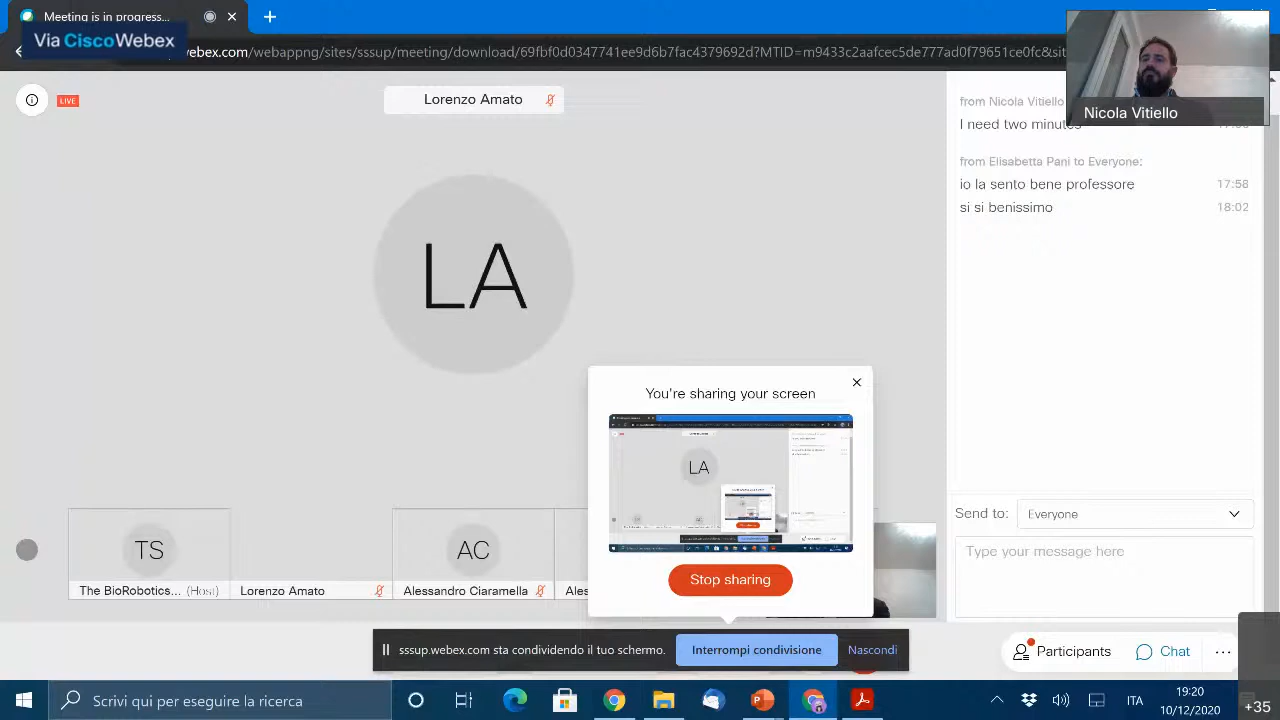 Meeting is in progress...
Via Cisco Webex
webex.com/webappng/sites/sssup/meeting/download/69fbf0d0347741ee9d6b7fac4379692d?MTID=m9433c2aafcec5de777ad0f79651ce0fc&sit
Nicola Vitiello
LIVE
Lorenzo Amato
from Nicola Vitiello
I need two minutes
from Elisabetta Pani to Everyone:
io la sento bene professore 17:58
si si benissimo 18:02
LA
You're sharing your screen
LA
Stop sharing
Send to: Everyone
Type your message here
TS
AC
The BioRobotics... (Host)
Lorenzo Amato
Alessandro Ciaramella
Ales
sssup.webex.com sta condividendo il tuo schermo.
Interrompi condivisione
Nascondi
Participants
Chat
Scrivi qui per eseguire la ricerca
ITA
19:20
10/12/2020
+35